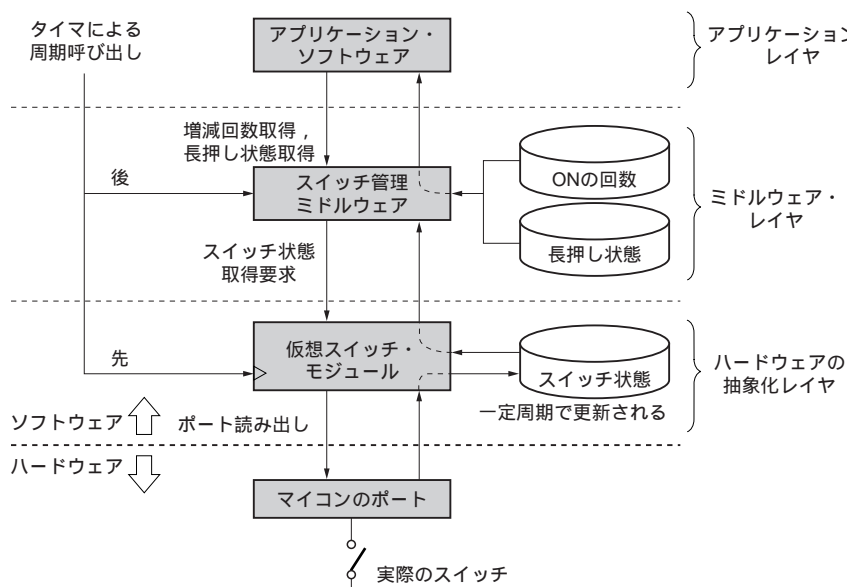 タイマによる
周期呼び出し
アプリケーション・
ソフトウェア
アプリケーション
レイヤ
増減回数取得，
長押し状態取得
後
スイッチ管理
ミドルウェア
ONの回数
長押し状態
ミドルウェア・
レイヤ
スイッチ状態
取得要求
先
仮想スイッチ・
モジュール
スイッチ状態
一定周期で更新される
ハードウェアの
抽象化レイヤ
ソフトウェア
ポート読み出し
ハードウェア
マイコンのポート
実際のスイッチ